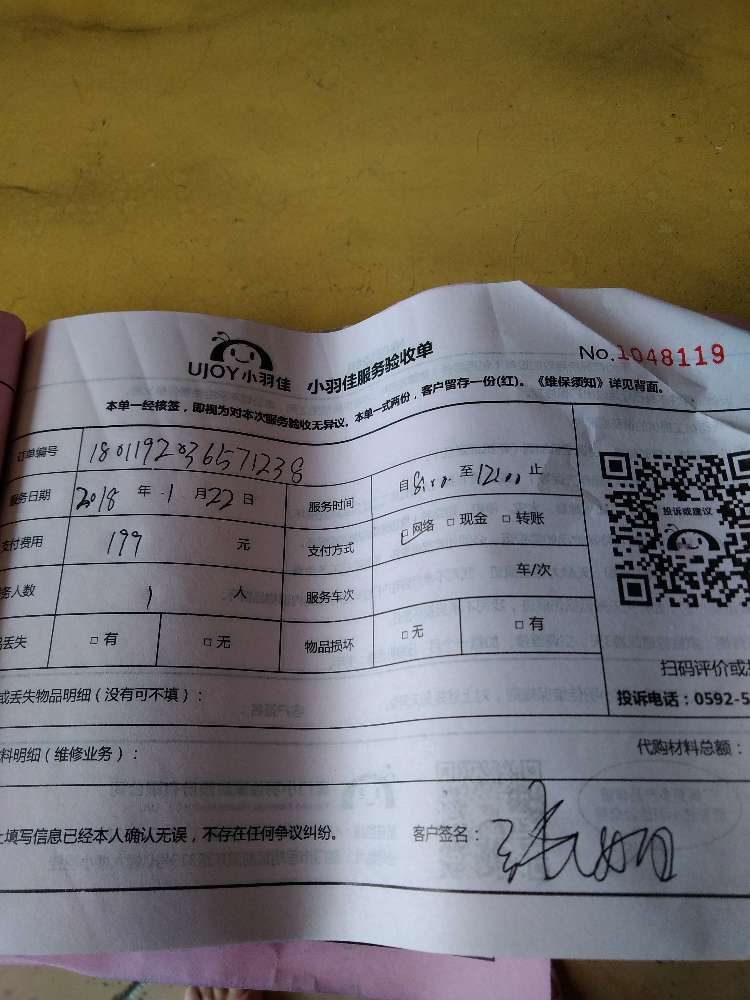 UJOY小羽佳 小羽佳服务验收单 No.1048119
本单一经核签，即视为对本次服务验收无异议。本单一式两份，客户留存一份(红)。《维保须知》详见背面。
订单编号 1801192036571238
服务日期 2018 年 1 月 22 日 服务时间 自 8:00 至 12:00 止
投诉或建议
支付费用 199 元 支付方式 □网络 □现金 □转账
务人数 1 人 服务车次 车/次
丢失 □有 □无 物品损坏 □无 □有
扫码评价或
或丢失物品明细（没有可不填）：
投诉电话：0592-5
料明细（维修业务）： 代购材料总额：
上填写信息已经本人确认无误，不存在任何争议纠纷。 客户签名：